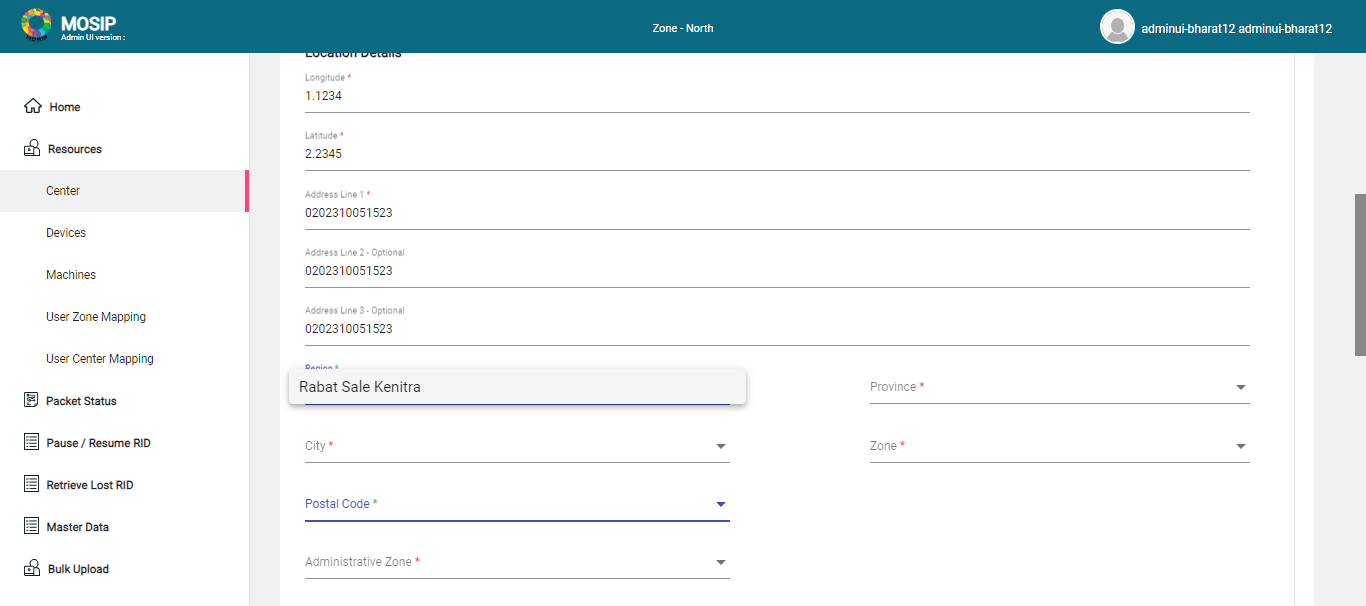 MOSIP
MOSIP
Admin UI version :
Zone - North
adminui-bharat12 adminui-bharat12
Home
Resources
Center
Devices
Machines
User Zone Mapping
User Center Mapping
Packet Status
Pause / Resume RID
Retrieve Lost RID
Master Data
Bulk Upload
Location Details
Longitude *
1.1234
Latitude *
2.2345
Address Line 1 *
0202310051523
Address Line 2 - Optional
0202310051523
Address Line 3 - Optional
0202310051523
Region *
Rabat Sale Kenitra
Province *
City *
Zone *
Postal Code *
Administrative Zone *